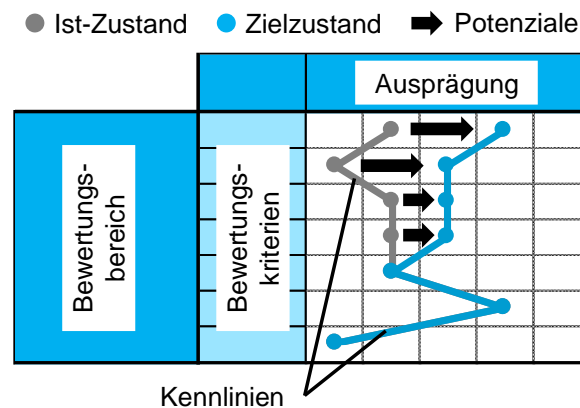 Ist-Zustand Zielzustand Potenziale
Ausprägung
Bewertungs-
bereich
Bewertungs-
kriterien
Kennlinien